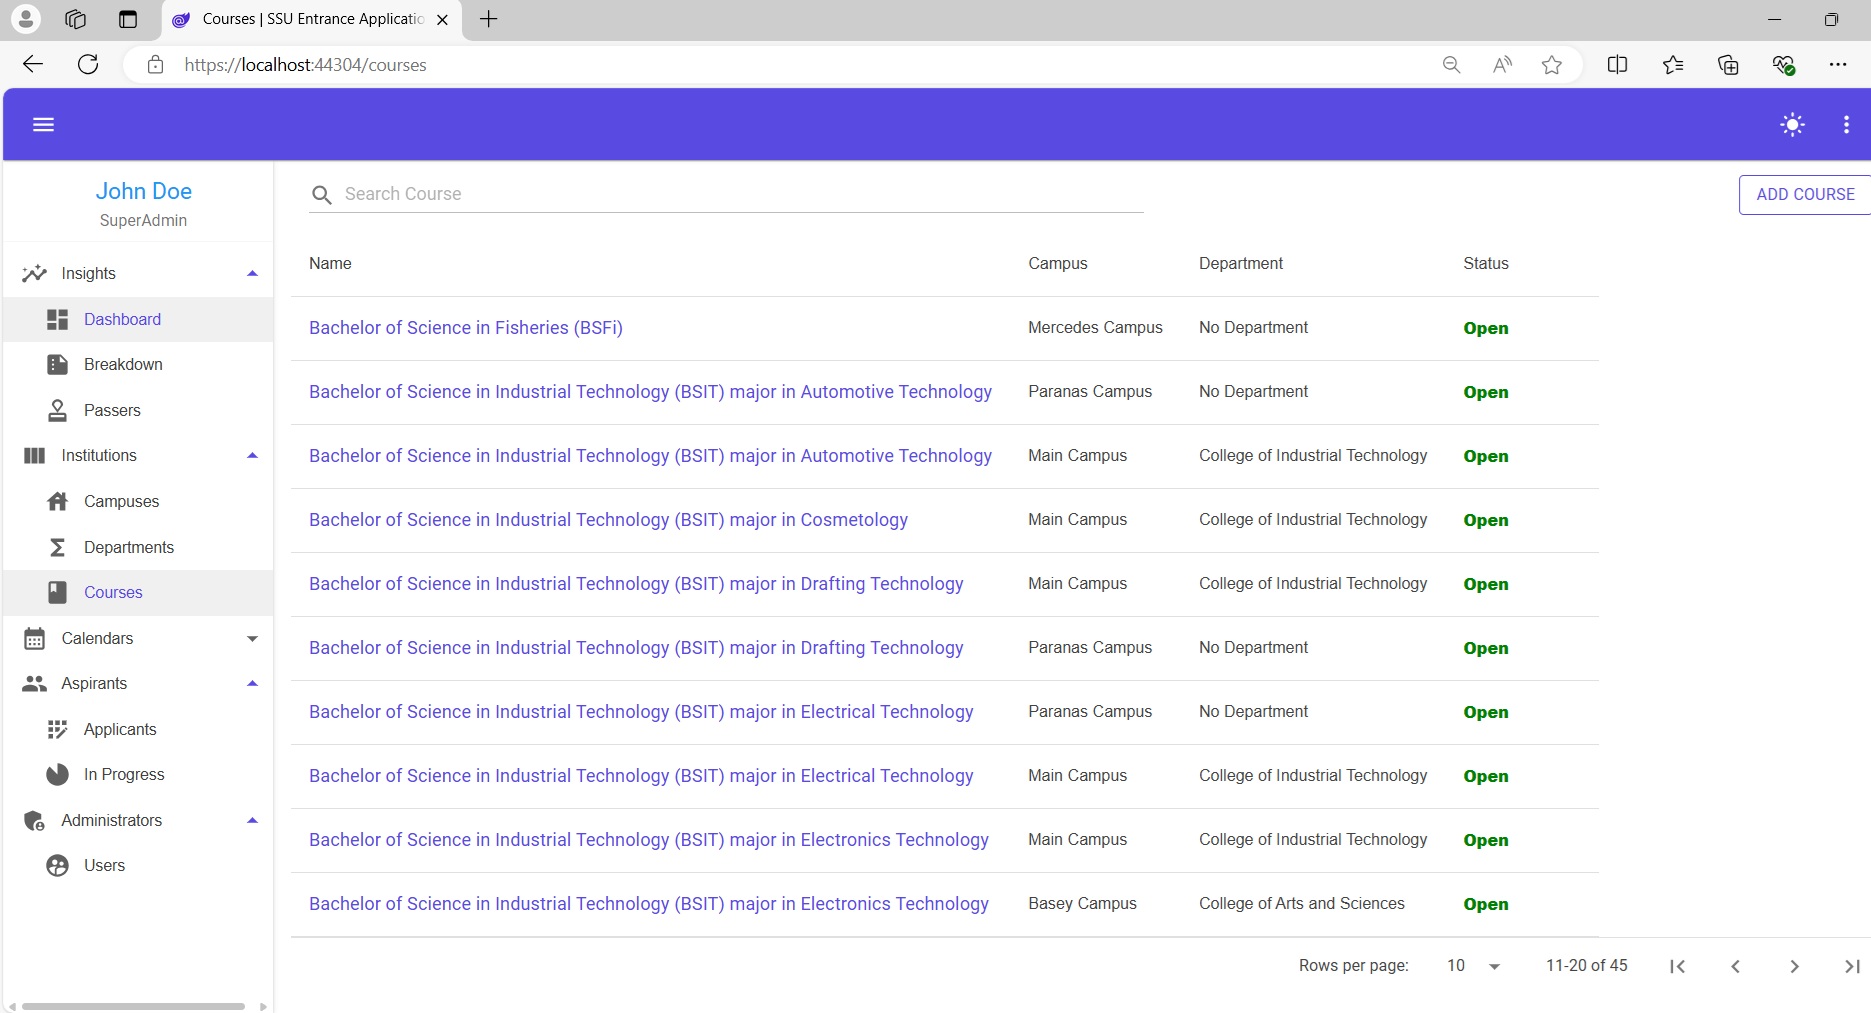 Courses | SSU Entrance Applicatio
https://localhost:44304/courses
John Doe
SuperAdmin
Insights
Dashboard
Breakdown
Passers
Institutions
Campuses
Departments
Courses
Calendars
Aspirants
Applicants
In Progress
Administrators
Users
Search Course
ADD COURSE
Name Campus Department Status
Bachelor of Science in Fisheries (BSFi) Mercedes Campus No Department Open
Bachelor of Science in Industrial Technology (BSIT) major in Automotive Technology Paranas Campus No Department Open
Bachelor of Science in Industrial Technology (BSIT) major in Automotive Technology Main Campus College of Industrial Technology Open
Bachelor of Science in Industrial Technology (BSIT) major in Cosmetology Main Campus College of Industrial Technology Open
Bachelor of Science in Industrial Technology (BSIT) major in Drafting Technology Main Campus College of Industrial Technology Open
Bachelor of Science in Industrial Technology (BSIT) major in Drafting Technology Paranas Campus No Department Open
Bachelor of Science in Industrial Technology (BSIT) major in Electrical Technology Paranas Campus No Department Open
Bachelor of Science in Industrial Technology (BSIT) major in Electrical Technology Main Campus College of Industrial Technology Open
Bachelor of Science in Industrial Technology (BSIT) major in Electronics Technology Main Campus College of Industrial Technology Open
Bachelor of Science in Industrial Technology (BSIT) major in Electronics Technology Basey Campus College of Arts and Sciences Open
Rows per page: 10 11-20 of 45